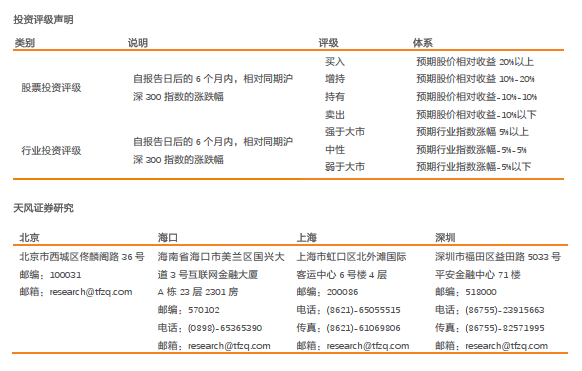 投资评级声明
类别 说明 评级 体系
股票投资评级 自报告日后的 6 个月内，相对同期沪深 300 指数的涨跌幅
买入 预期股价相对收益 20%以上
增持 预期股价相对收益 10%-20%
持有 预期股价相对收益-10%-10%
卖出 预期股价相对收益-10%以下
行业投资评级 自报告日后的 6 个月内，相对同期沪深 300 指数的涨跌幅
强于大市 预期行业指数涨幅 5%以上
中性 预期行业指数涨幅-5%-5%
弱于大市 预期行业指数涨幅-5%以下
天风证券研究
北京 海口 上海 深圳
北京市西城区佟麟阁路 36 号
邮编：100031
邮箱：research@tfzq.com
海南省海口市美兰区国兴大
道 3 号互联网金融大厦
A 栋 23 层 2301 房
邮编：570102
电话：(0898)-65365390
邮箱：research@tfzq.com
上海市虹口区北外滩国际
客运中心 6 号楼 4 层
邮编：200086
电话：(8621)-65055515
传真：(8621)-61069806
邮箱：research@tfzq.com
深圳市福田区益田路 5033 号
平安金融中心 71 楼
邮编：518000
电话：(86755)-23915663
传真：(86755)-82571995
邮箱：research@tfzq.com